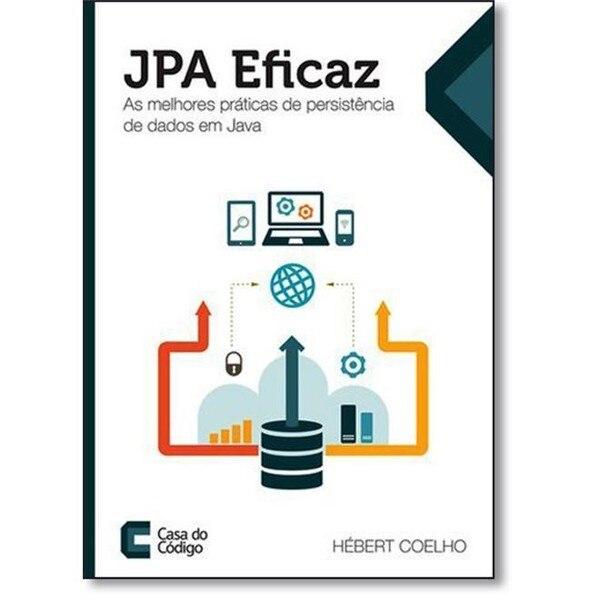 JPA Eficaz
As melhores práticas de persistência
de dados em Java
Casa do
Código
HÉBERT COELHO